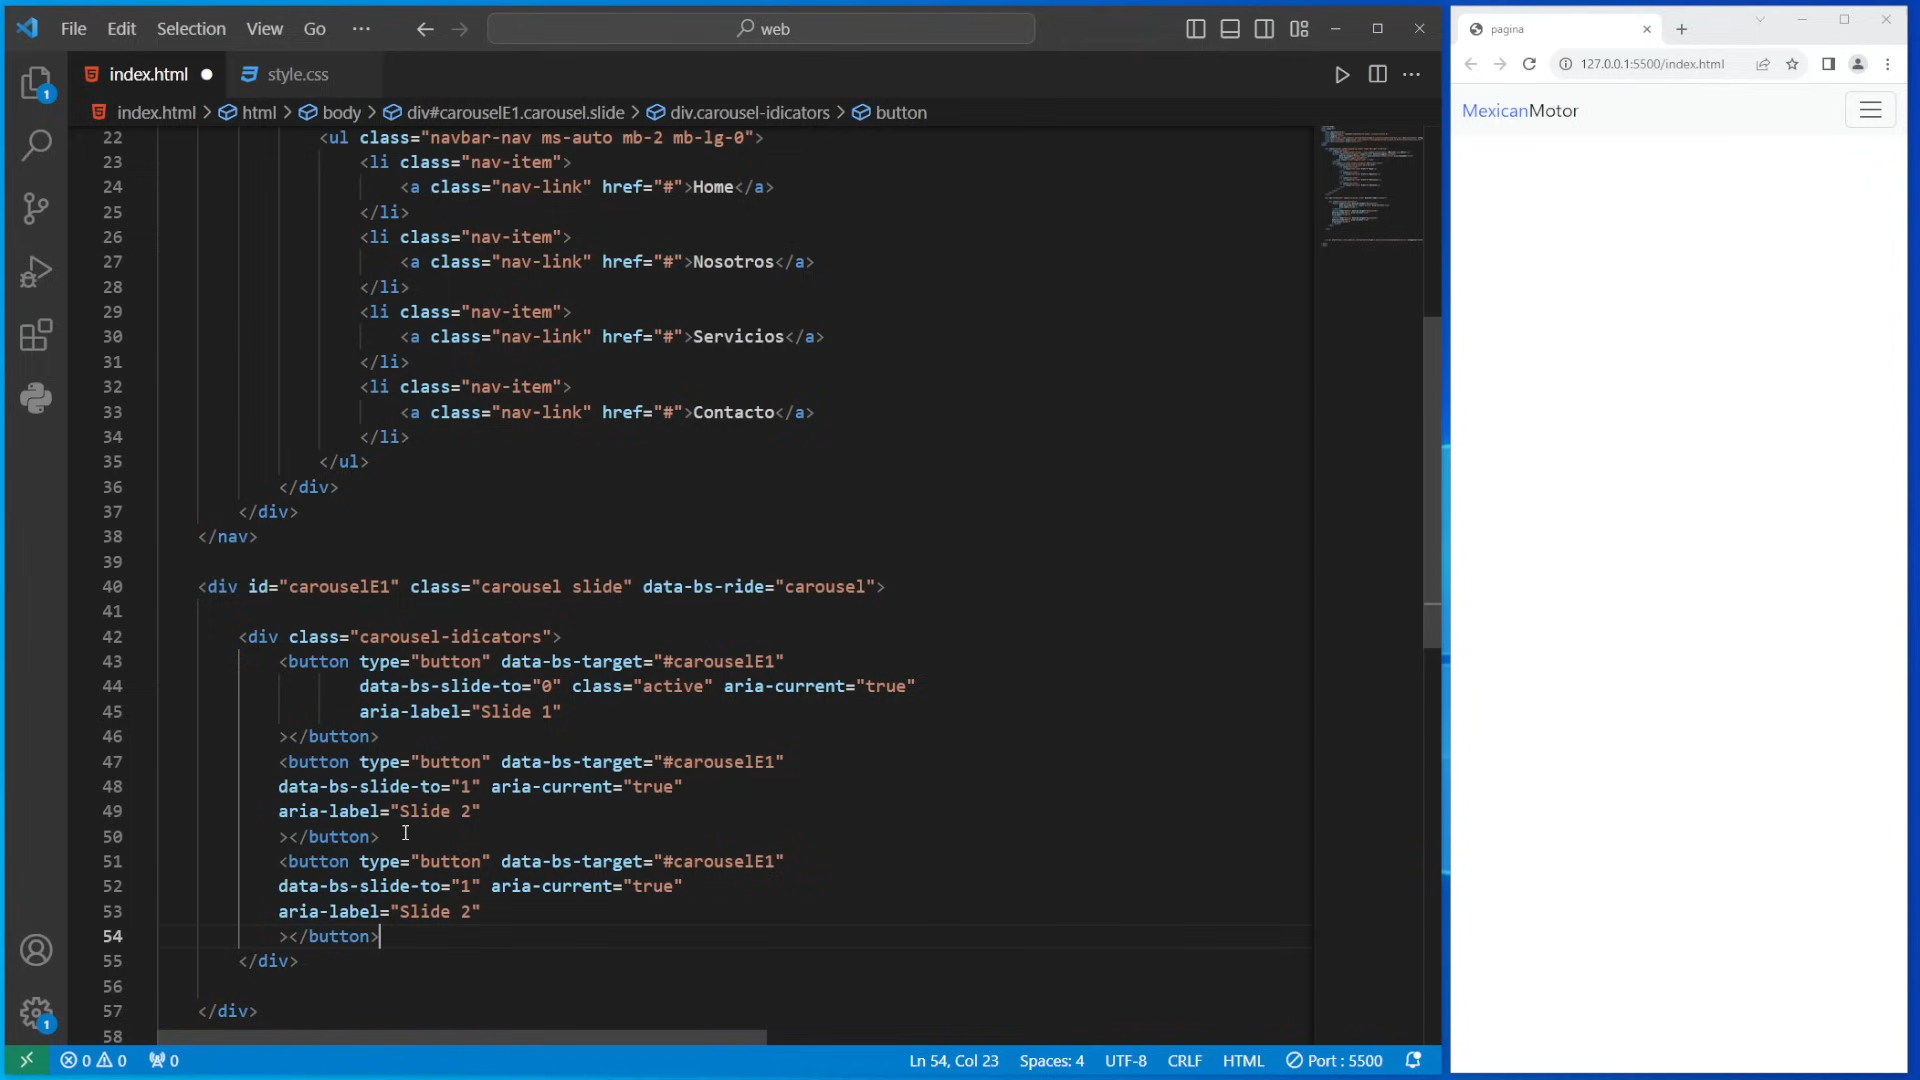 File Edit Selection View Go ··· web
index.html style.css
index.html > html > body > div#carouselE1.carousel.slide > div.carousel-idicators > button
22 <ul class="navbar-nav ms-auto mb-2 mb-lg-0">
23 <li class="nav-item">
24 <a class="nav-link" href="#">Home</a>
25 </li>
26 <li class="nav-item">
27 <a class="nav-link" href="#">Nosotros</a>
28 </li>
29 <li class="nav-item">
30 <a class="nav-link" href="#">Servicios</a>
31 </li>
32 <li class="nav-item">
33 <a class="nav-link" href="#">Contacto</a>
34 </li>
35 </ul>
36 </div>
37 </div>
38 </nav>
39
40 <div id="carouselE1" class="carousel slide" data-bs-ride="carousel">
41
42 <div class="carousel-idicators">
43 <button type="button" data-bs-target="#carouselE1"
44 data-bs-slide-to="0" class="active" aria-current="true"
45 aria-label="Slide 1"
46 ></button>
47 <button type="button" data-bs-target="#carouselE1"
48 data-bs-slide-to="1" aria-current="true"
49 aria-label="Slide 2"
50 ></button>
51 <button type="button" data-bs-target="#carouselE1"
52 data-bs-slide-to="1" aria-current="true"
53 aria-label="Slide 2"
54 ></button>
55 </div>
56
57 </div>
58
1
1
0 0 0 Ln 54, Col 23 Spaces: 4 UTF-8 CRLF HTML Port : 5500
pagina
127.0.0.1:5500/index.html
MexicanMotor